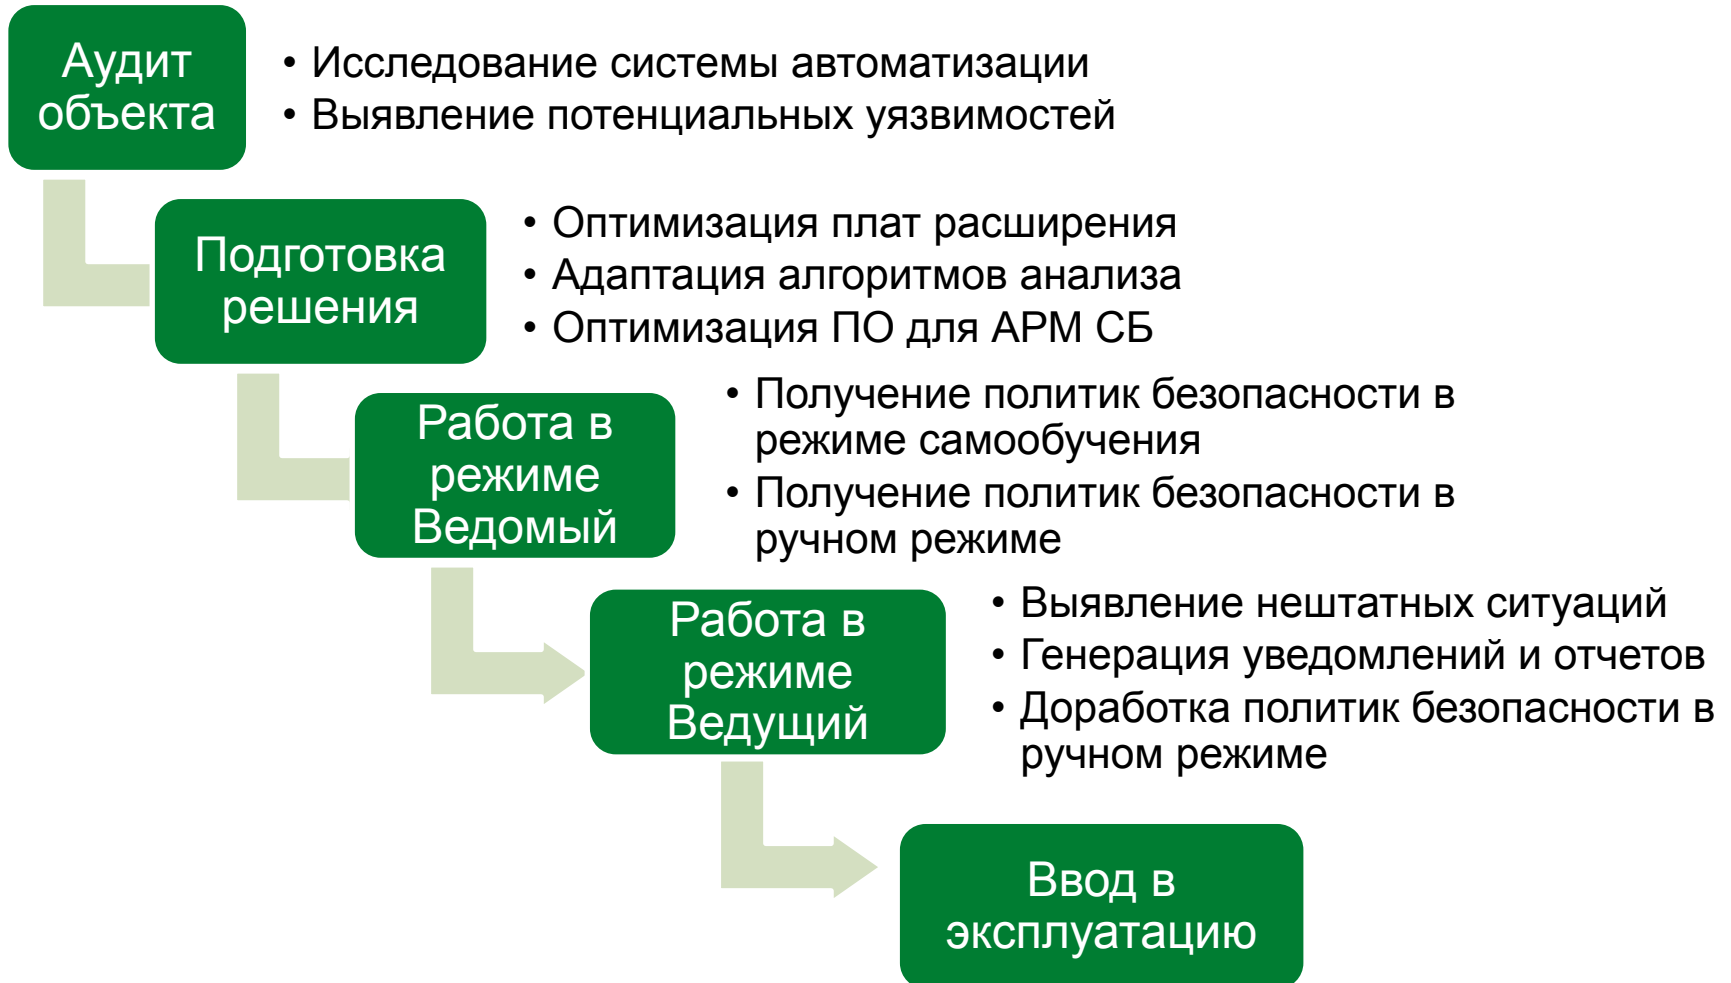 Аудит
объекта
• Исследование системы автоматизации
• Выявление потенциальных уязвимостей
Подготовка
решения
• Оптимизация плат расширения
• Адаптация алгоритмов анализа
• Оптимизация ПО для АРМ СБ
Работа в
режиме
Ведомый
• Получение политик безопасности в
режиме самообучения
• Получение политик безопасности в
ручном режиме
Работа в
режиме
Ведущий
• Выявление нештатных ситуаций
• Генерация уведомлений и отчетов
• Доработка политик безопасности в
ручном режиме
Ввод в
эксплуатацию